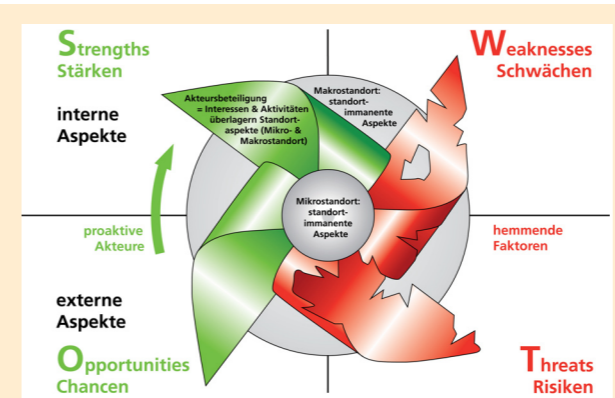 Strengths
Stärken
Weaknesses
Schwächen
interne
Aspekte
Akteursbeteiligung
= Interessen & Aktivitäten
überlagern Standort-
aspekte (Mikro- &
Makrostandort)
Makrostandort:
standort-
immanente
Aspekte
Mikrostandort:
standort-
immanente
Aspekte
proaktive
Akteure
hemmende
Faktoren
externe
Aspekte
Opportunities
Chancen
Threats
Risiken